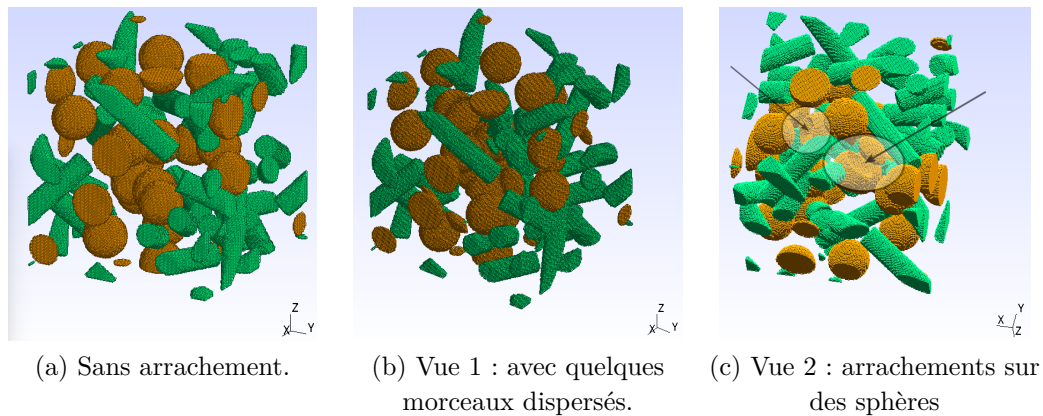 Z
X Y
Z
X Y
Y
X
Z
(a) Sans arrachement.
(b) Vue 1 : avec quelques
morceaux dispersés.
(c) Vue 2 : arrachements sur
des sphères